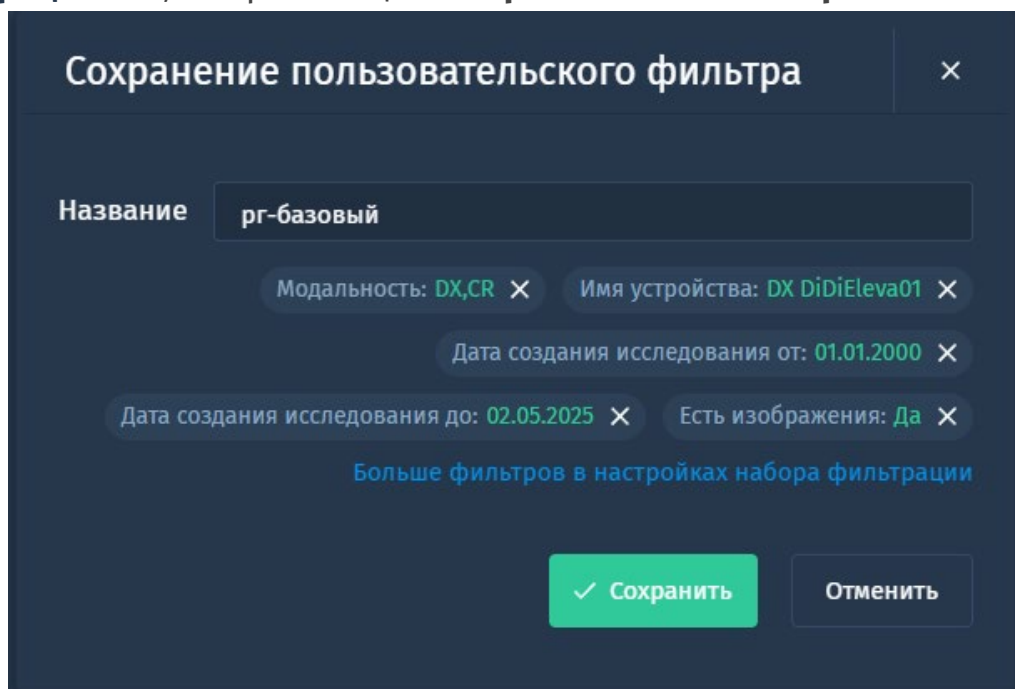 Сохранение пользовательского фильтра
Название рг-базовый
Модальность: DX,CR Имя устройства: DX DiDiEleva01
Дата создания исследования от: 01.01.2000
Дата создания исследования до: 02.05.2025 Есть изображения: Да
Больше фильтров в настройках набора фильтрации
Сохранить Отменить